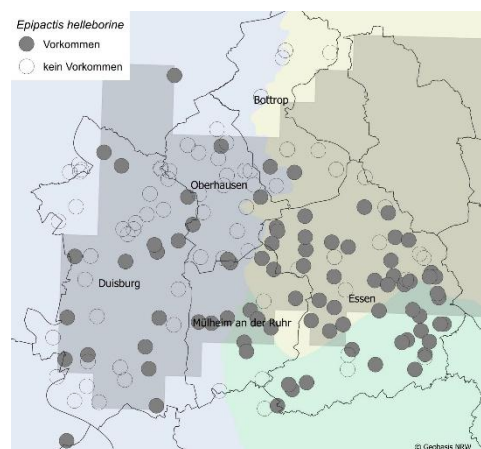 Epipactis helleborine
Vorkommen
kein Vorkommen
Bottrop
Oberhausen
Duisburg
Essen
Mülheim an der Ruhr
© Geobasis NRW